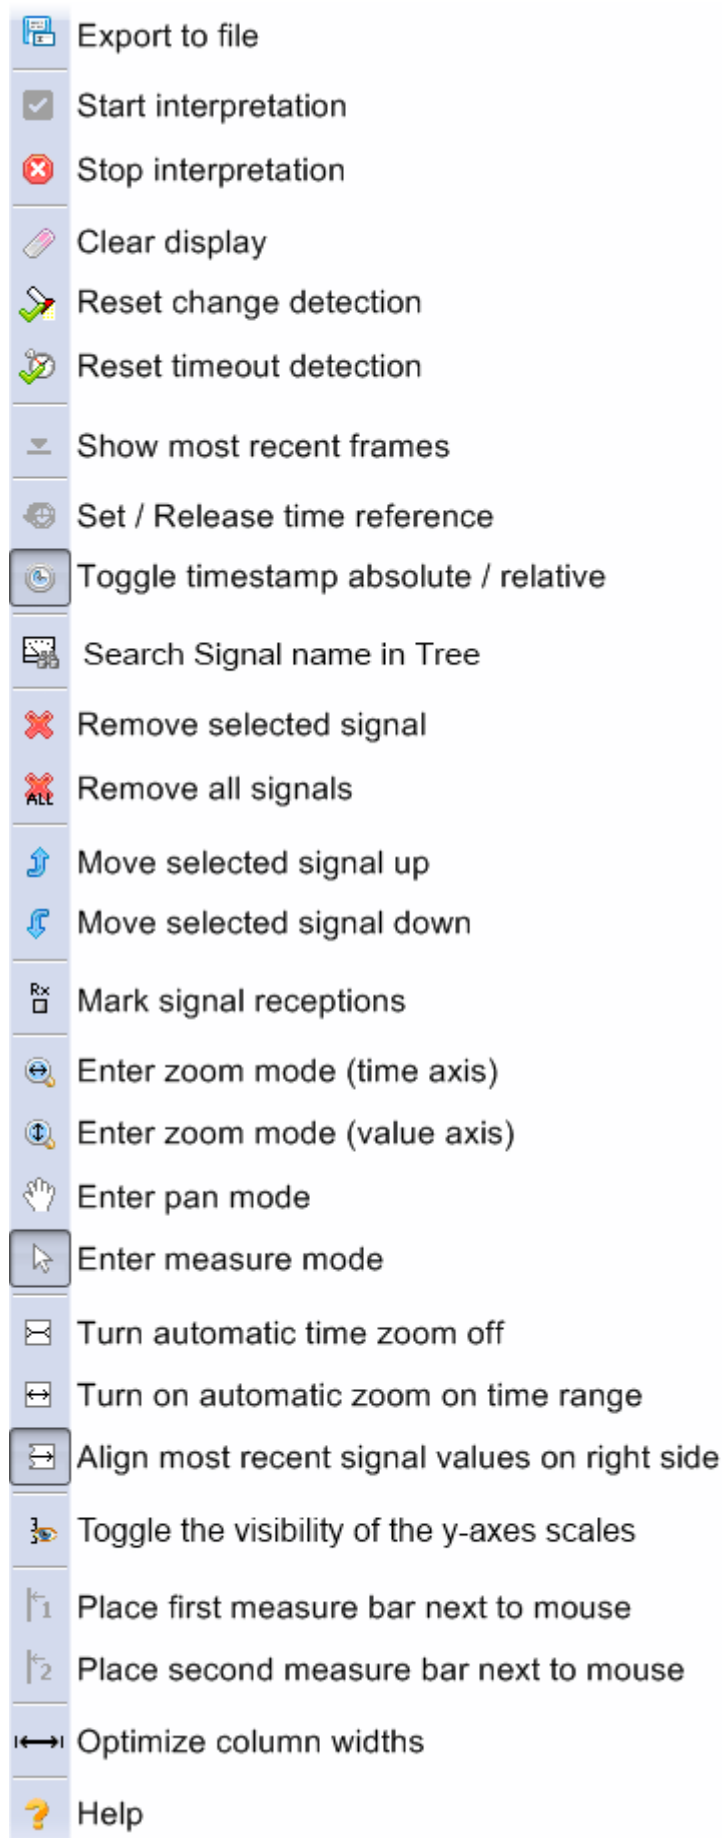 Export to file
Start interpretation
Stop interpretation
Clear display
Reset change detection
Reset timeout detection
Show most recent frames
Set / Release time reference
Toggle timestamp absolute / relative
Search Signal name in Tree
Remove selected signal
ALL Remove all signals
Move selected signal up
Move selected signal down
Rx Mark signal receptions
Enter zoom mode (time axis)
Enter zoom mode (value axis)
Enter pan mode
Enter measure mode
Turn automatic time zoom off
Turn on automatic zoom on time range
Align most recent signal values on right side
Toggle the visibility of the y-axes scales
1 Place first measure bar next to mouse
2 Place second measure bar next to mouse
Optimize column widths
? Help